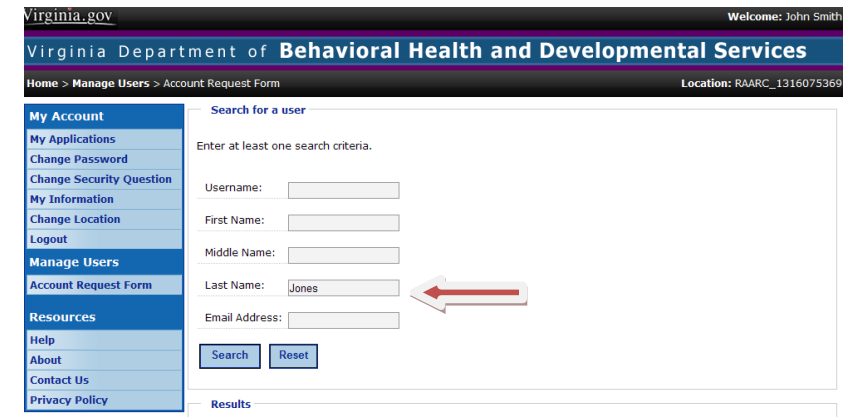 Virginia.gov
Welcome: John Smith
Virginia Department of Behavioral Health and Developmental Services
Home > Manage Users > Account Request Form
Location: RAARC_1316075369
My Account
My Applications
Change Password
Change Security Question
My Information
Change Location
Logout
Manage Users
Account Request Form
Resources
Help
About
Contact Us
Privacy Policy
Search for a user
Enter at least one search criteria.
Username:
First Name:
Middle Name:
Last Name: Jones
Email Address:
Search Reset
Results